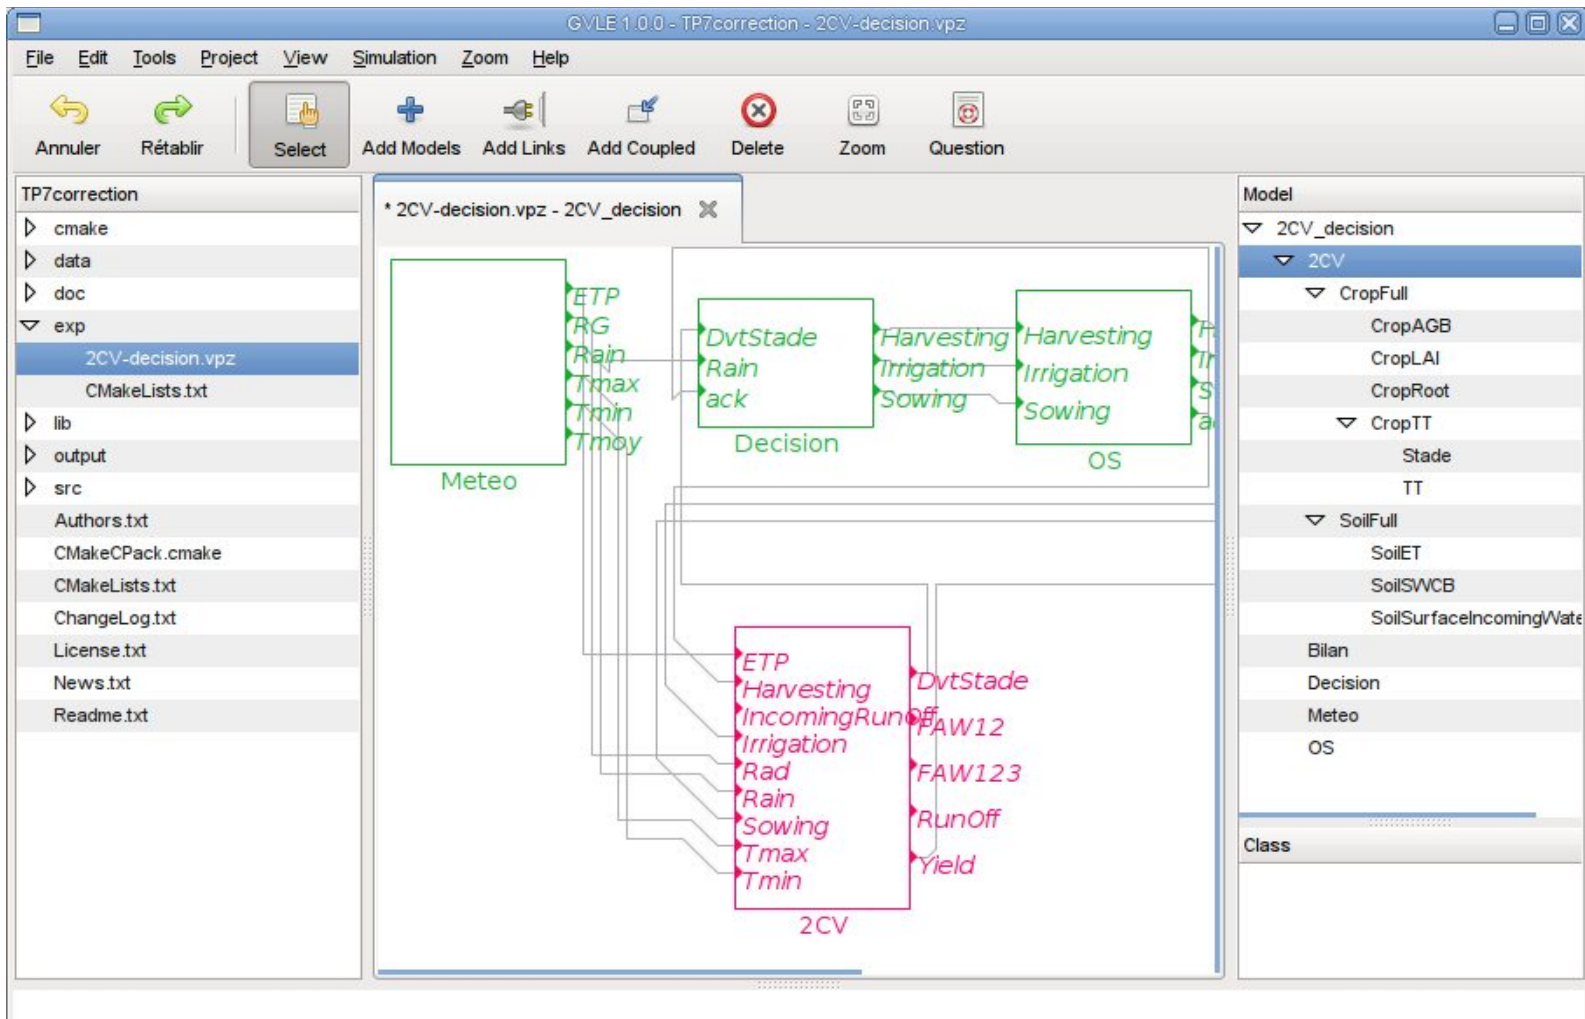 GVLE 1.0.0 - TP7correction - 2CV-decision.vpz
File Edit Tools Project View Simulation Zoom Help
Annuler Rétablir Select Add Models Add Links Add Coupled Delete Zoom Question
TP7correction
cmake
data
doc
exp
2CV-decision.vpz
CMakeLists.txt
lib
output
src
Authors.txt
CMakeCPack.cmake
CMakeLists.txt
ChangeLog.txt
License.txt
News.txt
Readme.txt
* 2CV-decision.vpz - 2CV_decision
ETP
RG
Rain
Tmax
Tmin
Tmoy
Meteo
DvtStade
Rain
ack
Harvesting
Irrigation
Sowing
Decision
Harvesting
Irrigation
Sowing
OS
ETP
Harvesting
IncomingRunOff
Irrigation
Rad
Rain
Sowing
Tmax
Tmin
DvtStade
FAW12
FAW123
RunOff
Yield
2CV
Model
2CV_decision
2CV
CropFull
CropAGB
CropLAI
CropRoot
CropTT
Stade
TT
SoilFull
SoilET
SoilSWCB
SoilSurfaceIncomingWate
Bilan
Decision
Meteo
OS
Class